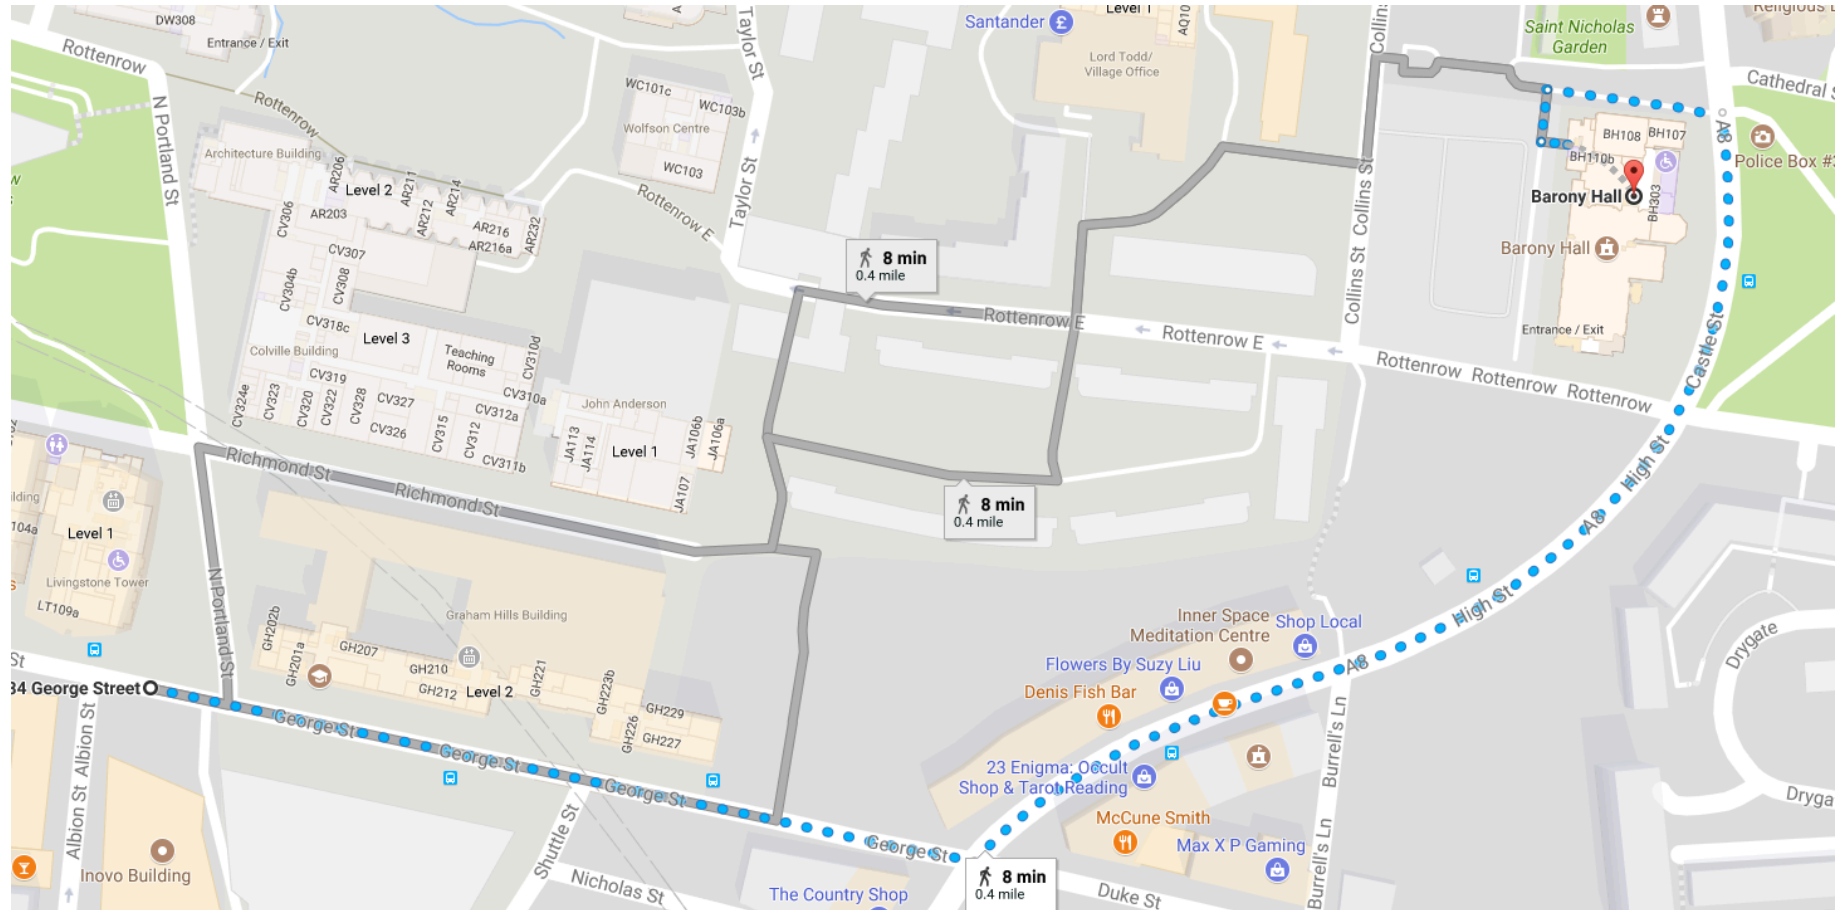 DW308
Entrance / Exit
Rottenrow
Rottenrow
N Portland St
Architecture Building
AR206
Level 2
AR211
AR212
AR214
AR203
AR216
AR216a
AR232
CV306
CV307
CV308
CV304b
CV318c
Level 3
Colville Building
Teaching
Rooms
CV310d
CV319
CV310a
CV324e
CV323
CV320
CV322
CV328
CV327
CV326
CV315
CV312
CV312a
CV311b
WC101c
WC103b
Wolfson Centre
WC103
Taylor St
Taylor St
Rottenrow E
Santander
Level 1
AQ10
Lord Todd/
Village Office
Collins
Saint Nicholas
Garden
Religious
Cathedral S
A8
Police Box #
BH108
BH107
BH110b
BH303
Barony Hall
Barony Hall
Entrance / Exit
Collins St
Collins St
8 min
0.4 mile
Rottenrow E
Rottenrow E
Rottenrow
Rottenrow
Rottenrow
Castle St
High St
A8
High St
A8
John Anderson
JA113
JA114
Level 1
JA106b
JA106a
JA107
8 min
0.4 mile
Richmond St
Richmond St
ilding
104a
Level 1
Livingstone Tower
LT109a
N Portland St
Graham Hills Building
GH202b
GH201a
GH207
GH210
GH212
Level 2
GH221
GH223b
GH226
GH229
GH227
St
34 George Street
George St
George St
George St
George St
Albion St
Albion St
Inovo Building
Shuttle St
Nicholas St
The Country Shop
8 min
0.4 mile
Duke St
Inner Space
Meditation Centre
Shop Local
Flowers By Suzy Liu
Denis Fish Bar
23 Enigma: Occult
Shop & Tarot Reading
McCune Smith
Max X P Gaming
Burrell's Ln
Burrell's Ln
Drygate
Dryga